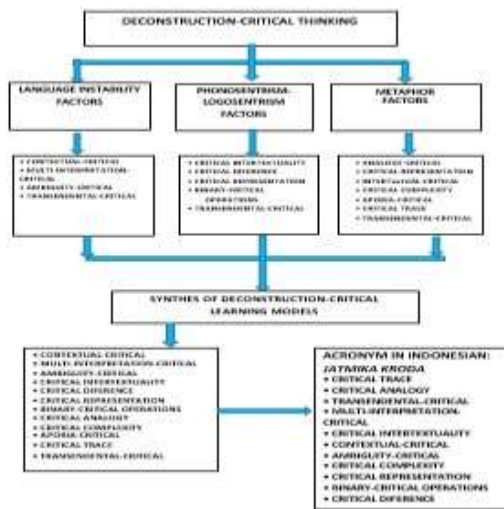 DECONSTRUCTION-CRITICAL THINKING
LANGUAGE INSTABILITY
FACTORS
PHONOSENTRISM-
LOGOSENTRISM
FACTORS
METAPHOR
FACTORS
• CONTEXTUAL-CRITICAL
• MULTI-INTERPRETATION-
CRITICAL
• AMBIGUITY-CRITICAL
• TRANSENDENTAL-CRITICAL
• CRITICAL INTERTEXTUALITY
• CRITICAL DIFERENCE
• CRITICAL REPRESENTATION
• BINARY-CRITICAL
OPERATIONS
• TRANSENDENTAL-CRITICAL
• CRITICAL REPRESENTATION
• CRITICAL COMPLEXITY
• APORIA-CRITICAL
• CRITICAL TRACE
• TRANSENDENTAL-CRITICAL
SYNTHES OF DECONSTRUCTION-CRITICAL
LEARNING MODELS
• CONTEXTUAL CRITICAL
• MULTI-INTERPRETATION-CRITICAL
• AMBIGUITY-CRITICAL
• CRITICAL INTERTEXTUALITY
• CRITICAL DIFERENCE
• CRITICAL REPRESENTATION
• BINARY-CRITICAL OPERATIONS
• CRITICAL ANALOGY
• CRITICAL COMPLEXITY
• APORIA-CRITICAL
• CRITICAL TRACE
• TRANSENDENTAL-CRITICAL
ACRONYM IN INDONESIAN:
JATMIKA KRODA
• CRITICAL TRACE
• CRITICAL ANALOGY
• TRANSENDENTAL-CRITICAL
• MULTI-INTERPRETATION-
CRITICAL
• CRITICAL INTERTEXTUALITY
• CONTEXTUAL-CRITICAL
• AMBIGUITY-CRITICAL
• CRITICAL COMPLEXITY
• CRITICAL REPRESENTATION
• BINARY-CRITICAL OPERATIONS
• CRITICAL DIFERENCE